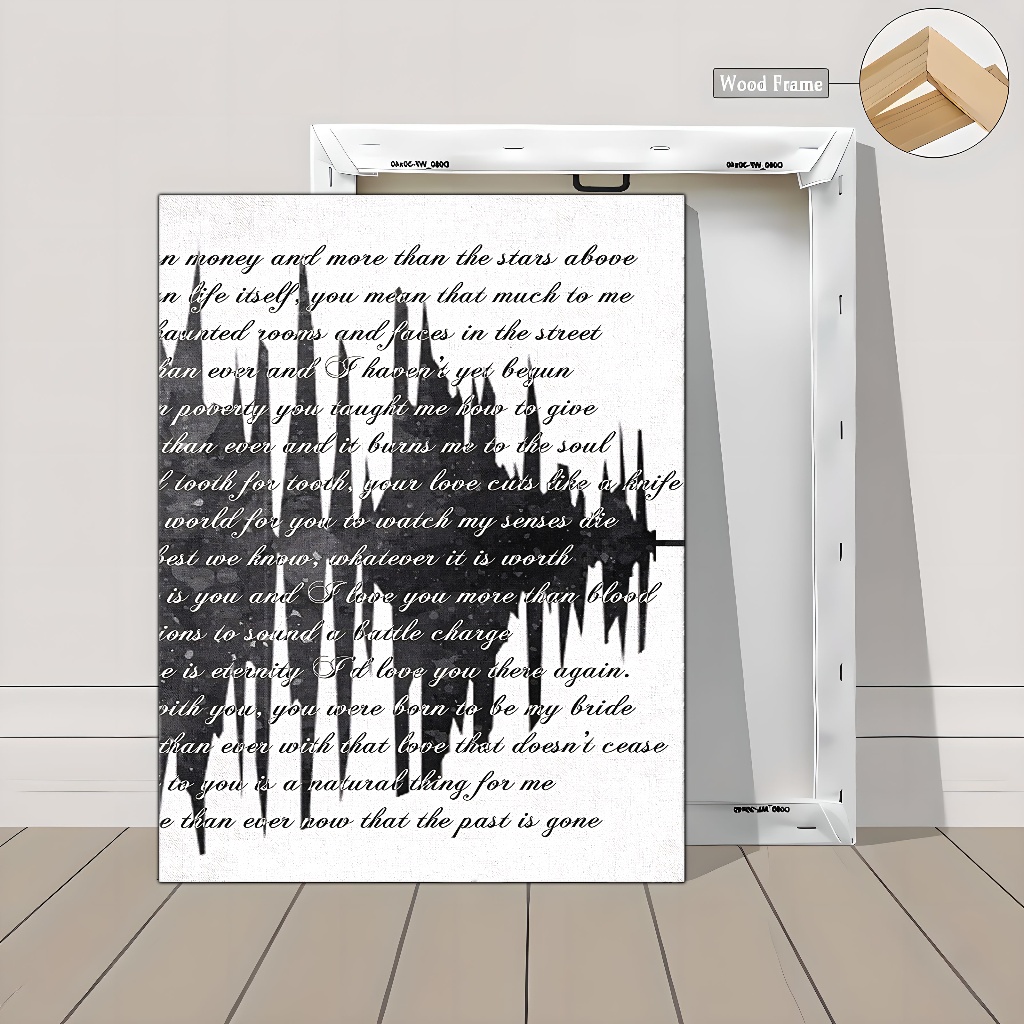 Wood Frame
n money and more than the stars above
n life itself, you mean that much to me
haunted rooms and faces in the street
han ever and I haven't yet begun
n poverty you taught me how to give
than ever and it burns me to the soul
l tooth for tooth, your love cuts like a knife
world for you to watch my senses die
best we know, whatever it is worth
is you and I love you more than blood
ions to sound a battle charge
e is eternity I'd love you there again.
with you, you were born to be my bride
than ever with that love that doesn't cease
to you is a natural thing for me
e than ever now that the past is gone